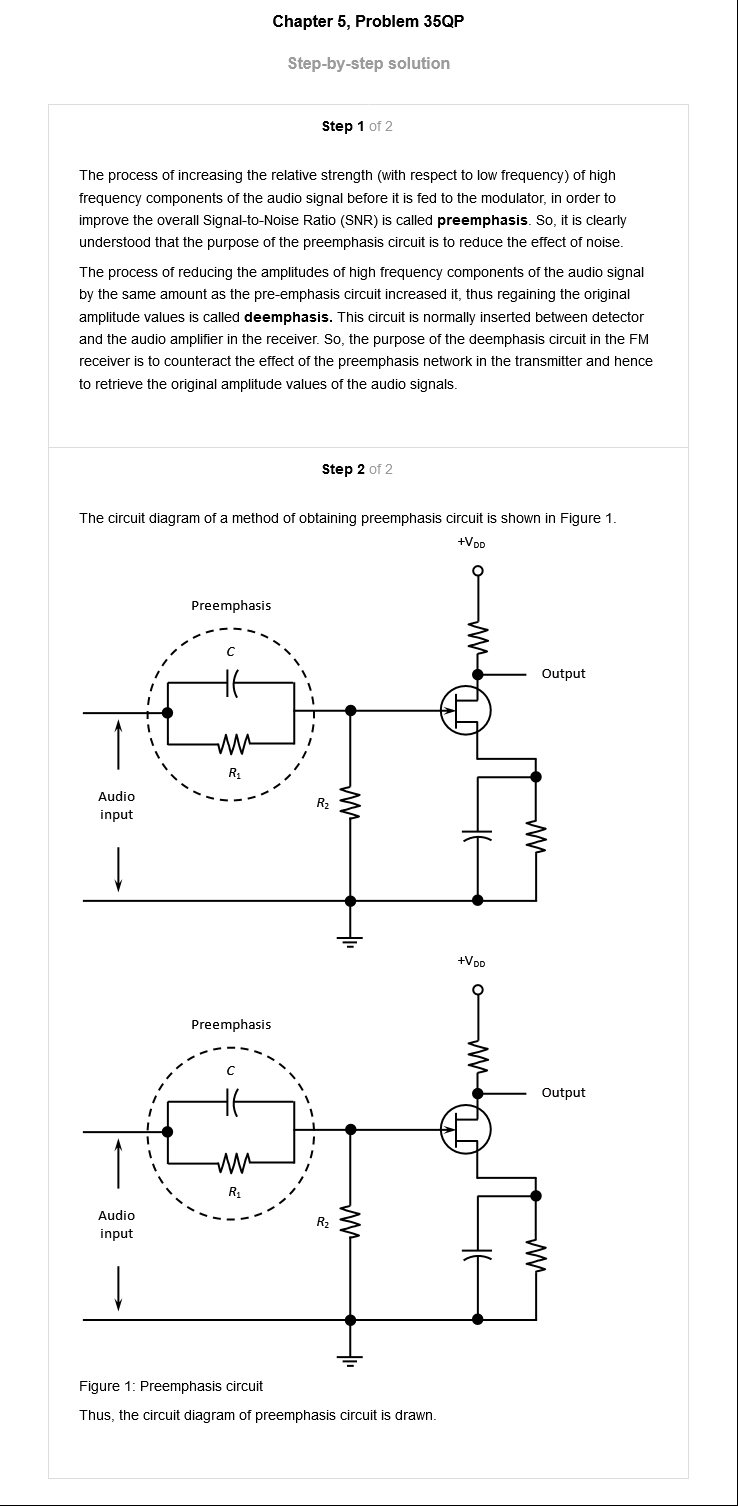 Chapter 5, Problem 35QP
Step-by-step solution
Step 1 of 2
The process of increasing the relative strength (with respect to low frequency) of high
frequency components of the audio signal before it is fed to the modulator, in order to
improve the overall Signal-to-Noise Ratio (SNR) is called preemphasis. So, it is clearly
understood that the purpose of the preemphasis circuit is to reduce the effect of noise.
The process of reducing the amplitudes of high frequency components of the audio signal
by the same amount as the pre-emphasis circuit increased it, thus regaining the original
amplitude values is called deemphasis. This circuit is normally inserted between detector
and the audio amplifier in the receiver. So, the purpose of the deemphasis circuit in the FM
receiver is to counteract the effect of the preemphasis network in the transmitter and hence
to retrieve the original amplitude values of the audio signals.
Step 2 of 2
The circuit diagram of a method of obtaining preemphasis circuit is shown in Figure 1.
+V_DD
Preemphasis
C
Output
R₁
Audio
input
R₂
+V_DD
Preemphasis
C
Output
R₁
Audio
input
R₂
Figure 1: Preemphasis circuit
Thus, the circuit diagram of preemphasis circuit is drawn.